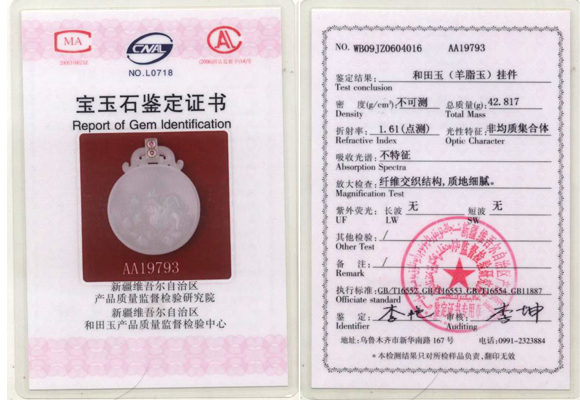 MA
CNAL
NO.L0718
AL
宝玉石鉴定证书
Report of Gem Identification
AA19793
新疆维吾尔自治区
产品质量监督检验研究院
新疆维吾尔自治区
和田玉产品质量监督检验中心
NO. WB09JZ0604016 AA19793
鉴定结果: 和田玉(羊脂玉)挂件
Test conclusion
密 度(g/cm³): 不可测 总质量(g): 42.817
Density Total Mass
折射率: 1.61(点测) 光性特征: 非均质集合体
Refractive Index Optic Character
吸收光谱: 不特征
Absorption Spectra
放大检查: 纤维交织结构,质地细腻。
Magnification Test
紫外荧光: 长波 无 短波 无
UF LW SW
其他检验: /
Other Test
备 注: /
Remark
执行标准: GB/T16552、GB/T16553、GB/T16554、GB11887
Officiate standard
鉴 定: 审核: 李坤
Identifier Auditing
地址:乌鲁木齐市新华南路 167 号 电话:0991-2323884
*本检测结果只对所检样品负责,翻印无效